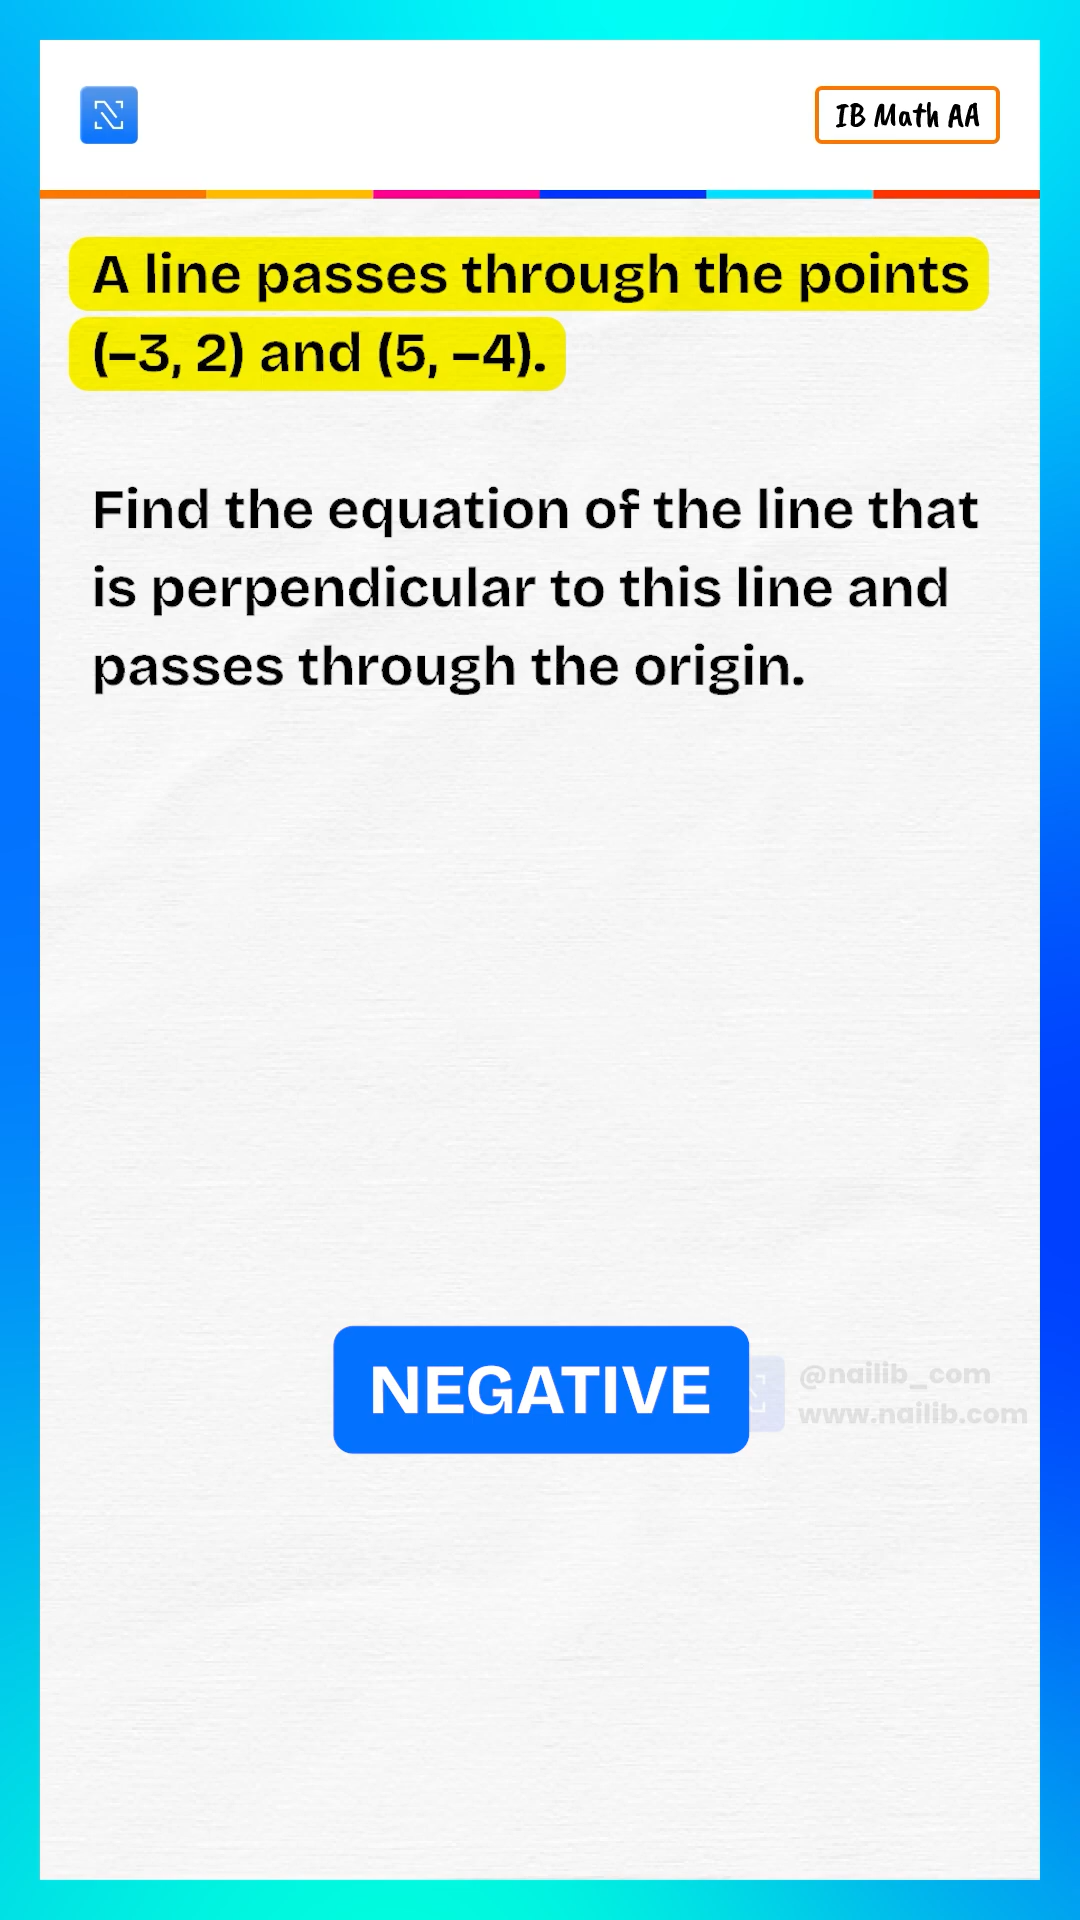 IB Math AA
A line passes through the points
(–3, 2) and (5, –4).
Find the equation of the line that
is perpendicular to this line and
passes through the origin.
NEGATIVE
@nailib_com
www.nailib.com